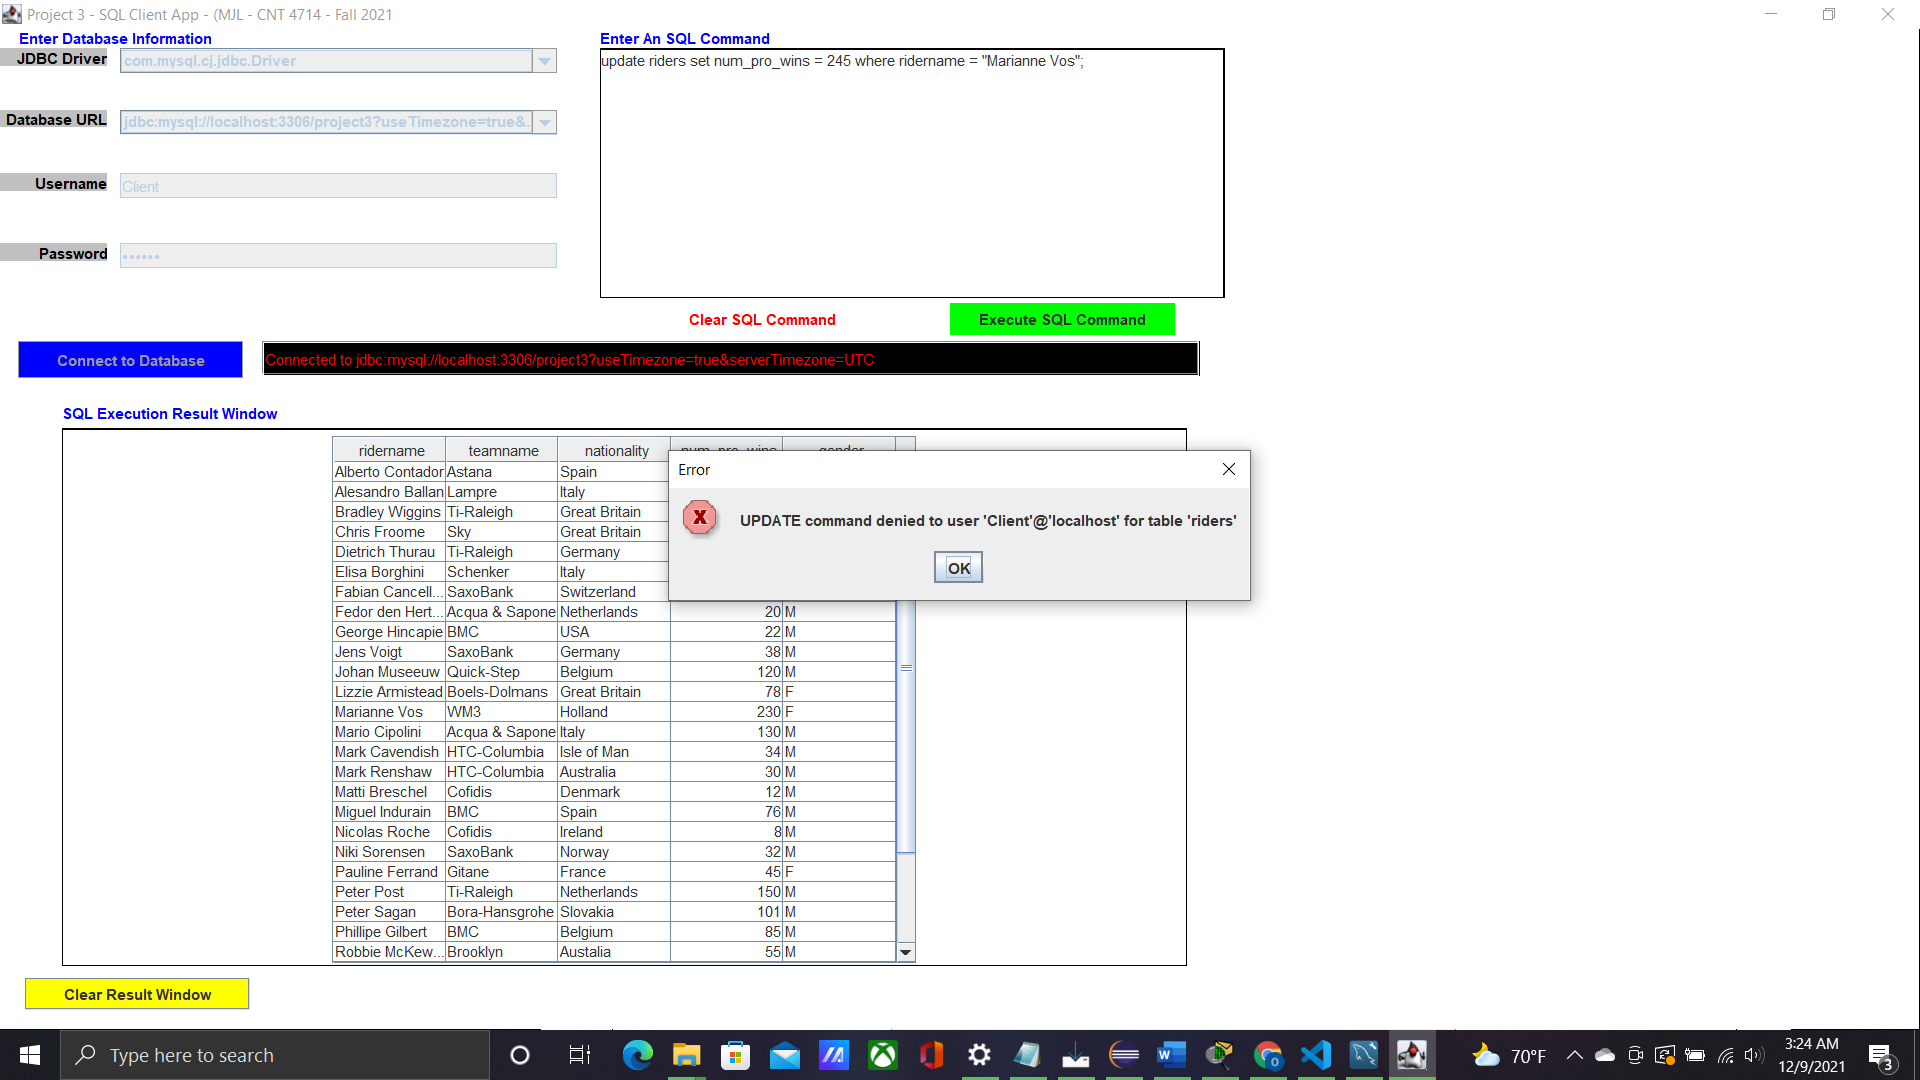 Project 3 - SQL Client App - (MJL - CNT 4714 - Fall 2021
Enter Database Information
JDBC Driver com.mysql.cj.jdbc.Driver
Database URL jdbc:mysql://localhost:3306/project3?useTimezone=true&.
Username Client
Password ••••••
Enter An SQL Command
update riders set num_pro_wins = 245 where ridername = "Marianne Vos";
Clear SQL Command Execute SQL Command
Connect to Database Connected to jdbc:mysql://localhost:3306/project3?useTimezone=true&serverTimezone=UTC
SQL Execution Result Window
ridername teamname nationality num_pro_wins gender
Alberto Contador Astana Spain
Alesandro Ballan Lampre Italy
Bradley Wiggins Ti-Raleigh Great Britain
Chris Froome Sky Great Britain
Dietrich Thurau Ti-Raleigh Germany
Elisa Borghini Schenker Italy
Fabian Cancell... SaxoBank Switzerland
Fedor den Hert... Acqua & Sapone Netherlands 20 M
George Hincapie BMC USA 22 M
Jens Voigt SaxoBank Germany 38 M
Johan Museeuw Quick-Step Belgium 120 M
Lizzie Armistead Boels-Dolmans Great Britain 78 F
Marianne Vos WM3 Holland 230 F
Mario Cipolini Acqua & Sapone Italy 130 M
Mark Cavendish HTC-Columbia Isle of Man 34 M
Mark Renshaw HTC-Columbia Australia 30 M
Matti Breschel Cofidis Denmark 12 M
Miguel Indurain BMC Spain 76 M
Nicolas Roche Cofidis Ireland 8 M
Niki Sorensen SaxoBank Norway 32 M
Pauline Ferrand Gitane France 45 F
Peter Post Ti-Raleigh Netherlands 150 M
Peter Sagan Bora-Hansgrohe Slovakia 101 M
Phillipe Gilbert BMC Belgium 85 M
Robbie McKew... Brooklyn Austalia 55 M
Error
UPDATE command denied to user 'Client'@'localhost' for table 'riders'
OK
Clear Result Window
Type here to search
70°F
3:24 AM
12/9/2021
3